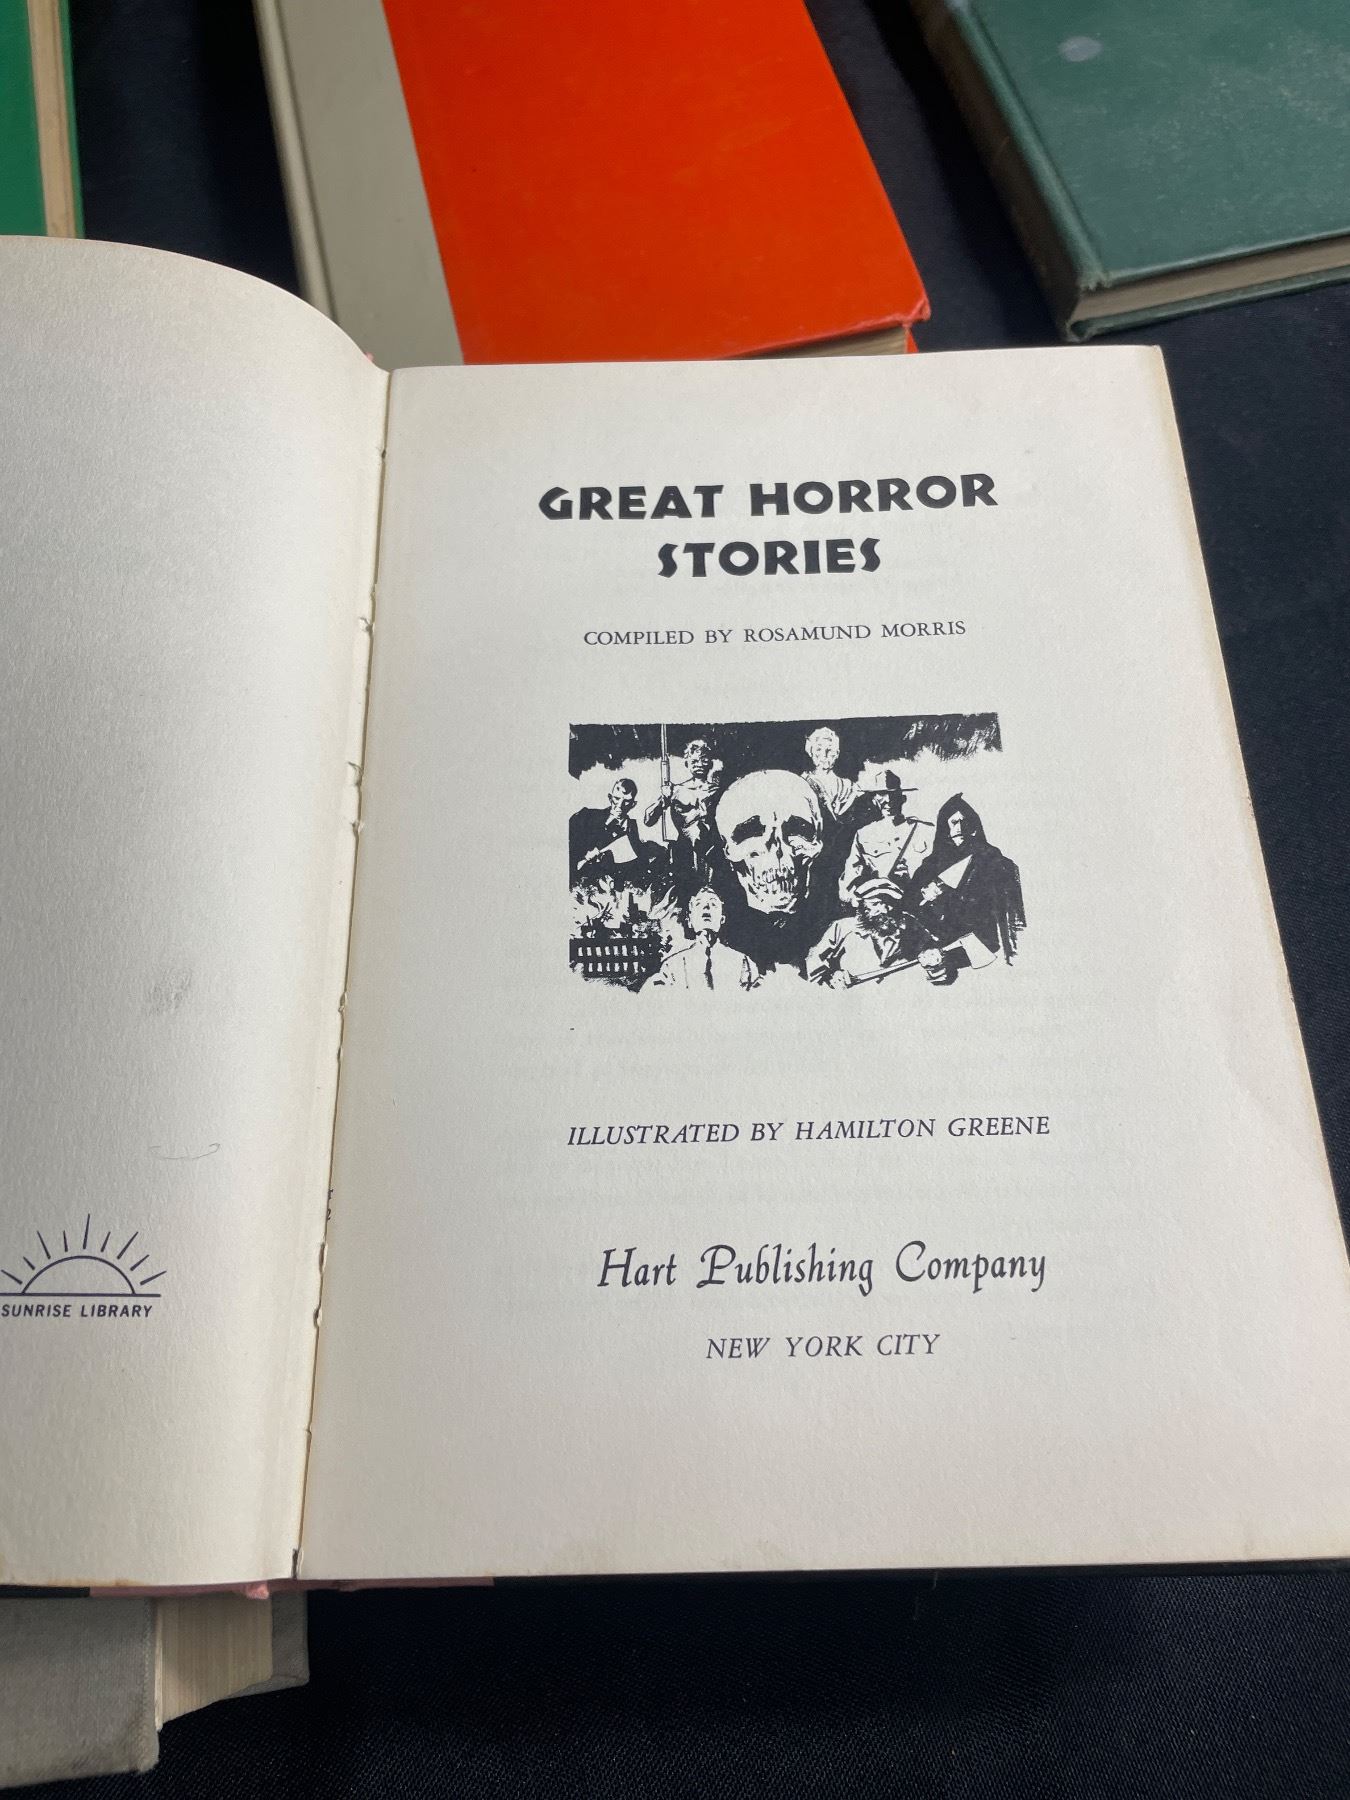 GREAT HORROR
STORIES
COMPILED BY ROSAMUND MORRIS
ILLUSTRATED BY HAMILTON GREENE
Hart Publishing Company
NEW YORK CITY
SUNRISE LIBRARY